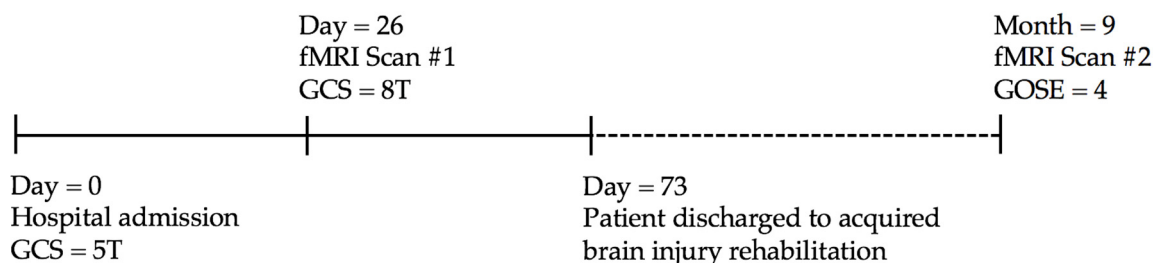 Day = 26
fMRI Scan #1
GCS = 8T
Month = 9
fMRI Scan #2
GOSE = 4
Day = 0
Hospital admission
GCS = 5T
Day = 73
Patient discharged to acquired
brain injury rehabilitation